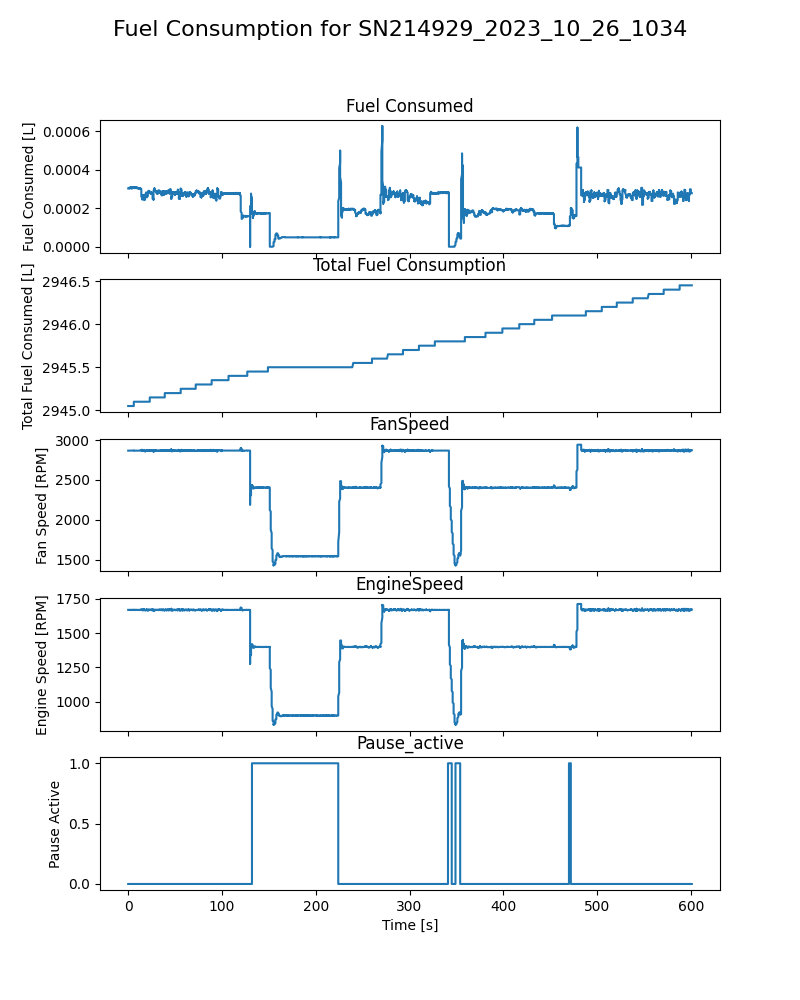 Fuel Consumption for SN214929_2023_10_26_1034
Fuel Consumed
Fuel Consumed [L]
0.0006
0.0004
0.0002
0.0000
Total Fuel Consumption
Total Fuel Consumed [L]
2946.5
2946.0
2945.5
2945.0
FanSpeed
Fan Speed [RPM]
3000
2500
2000
1500
EngineSpeed
Engine Speed [RPM]
1750
1500
1250
1000
Pause_active
Pause Active
1.0
0.5
0.0
0 100 200 300 400 500 600
Time [s]